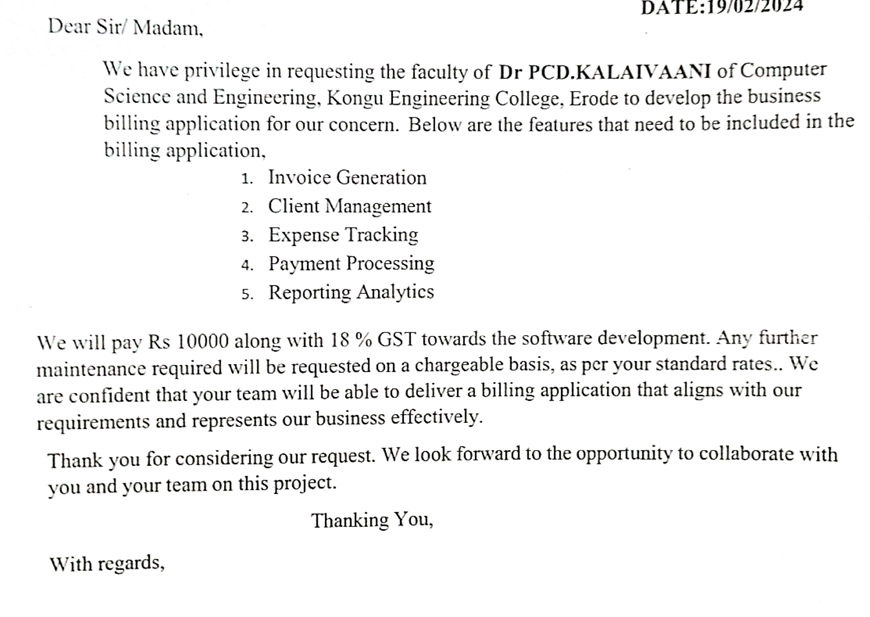 DATE:19/02/2024
Dear Sir/ Madam,
We have privilege in requesting the faculty of Dr PCD.KALAIVAANI of Computer
Science and Engineering, Kongu Engineering College, Erode to develop the business
billing application for our concern. Below are the features that need to be included in the
billing application,
1. Invoice Generation
2. Client Management
3. Expense Tracking
4. Payment Processing
5. Reporting Analytics
We will pay Rs 10000 along with 18 % GST towards the software development. Any further
maintenance required will be requested on a chargeable basis, as per your standard rates.. We
are confident that your team will be able to deliver a billing application that aligns with our
requirements and represents our business effectively.
Thank you for considering our request. We look forward to the opportunity to collaborate with
you and your team on this project.
Thanking You,
With regards,